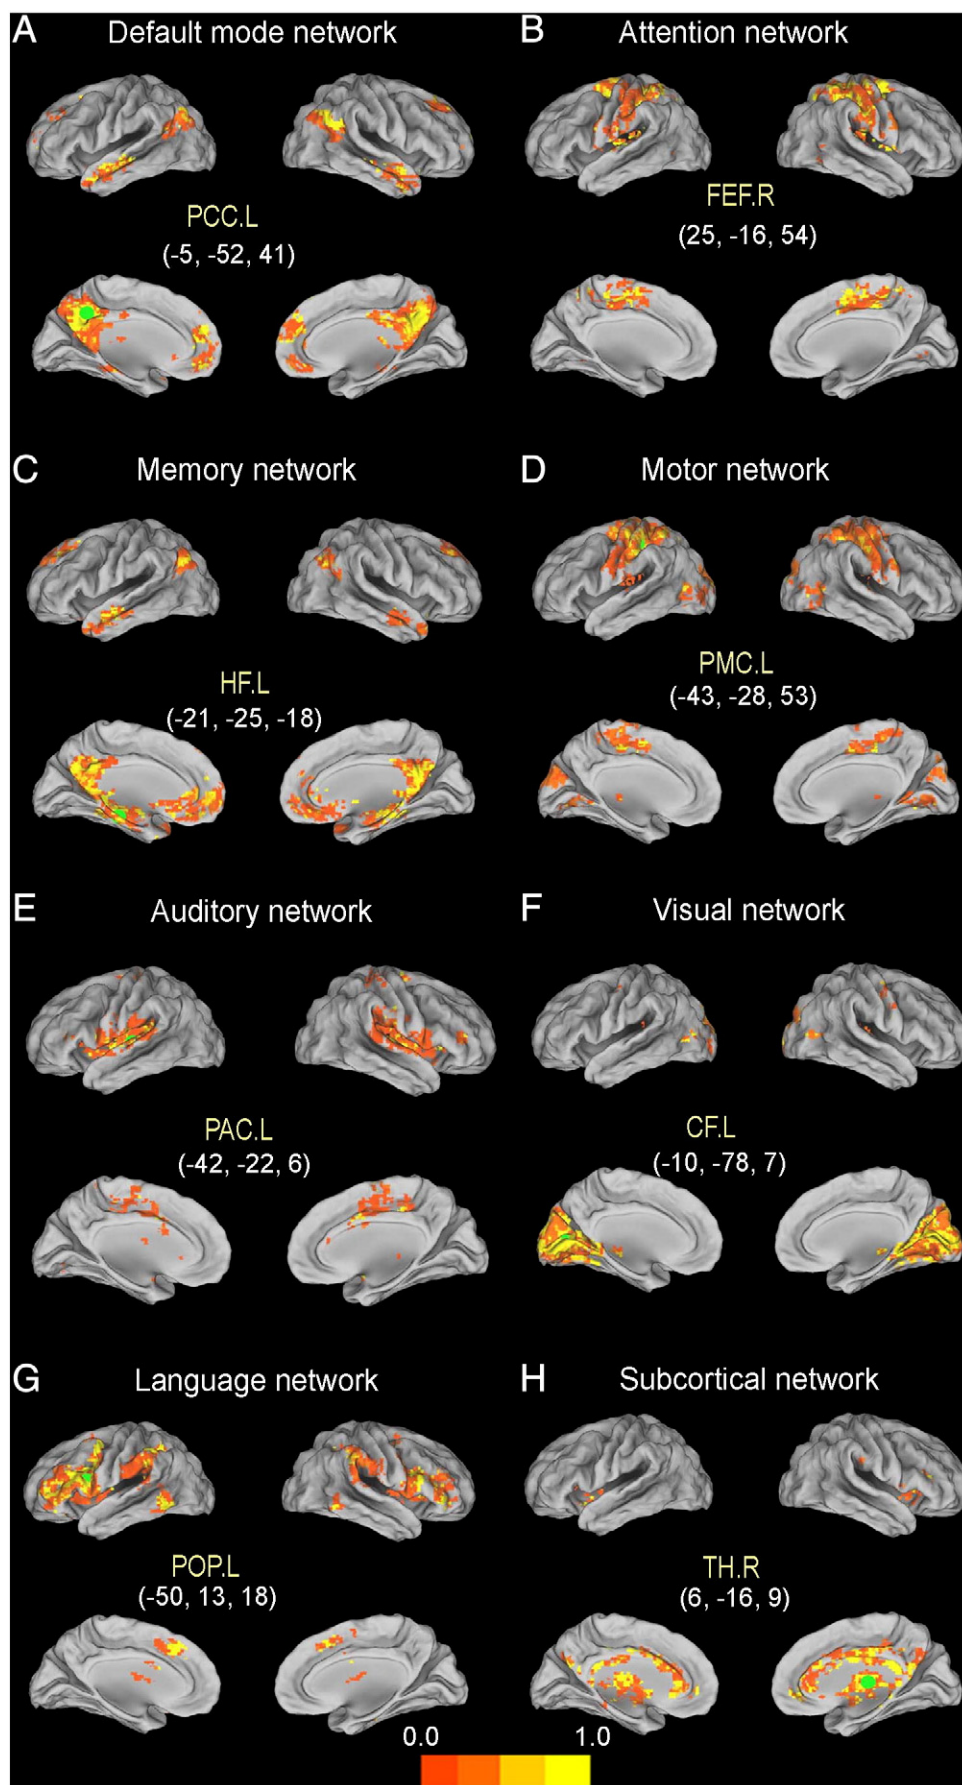 A Default mode network
B Attention network
PCC.L
(-5, -52, 41)
FEF.R
(25, -16, 54)
C Memory network
D Motor network
HF.L
(-21, -25, -18)
PMC.L
(-43, -28, 53)
E Auditory network
F Visual network
PAC.L
(-42, -22, 6)
CF.L
(-10, -78, 7)
G Language network
H Subcortical network
POP.L
(-50, 13, 18)
TH.R
(6, -16, 9)
0.0 1.0